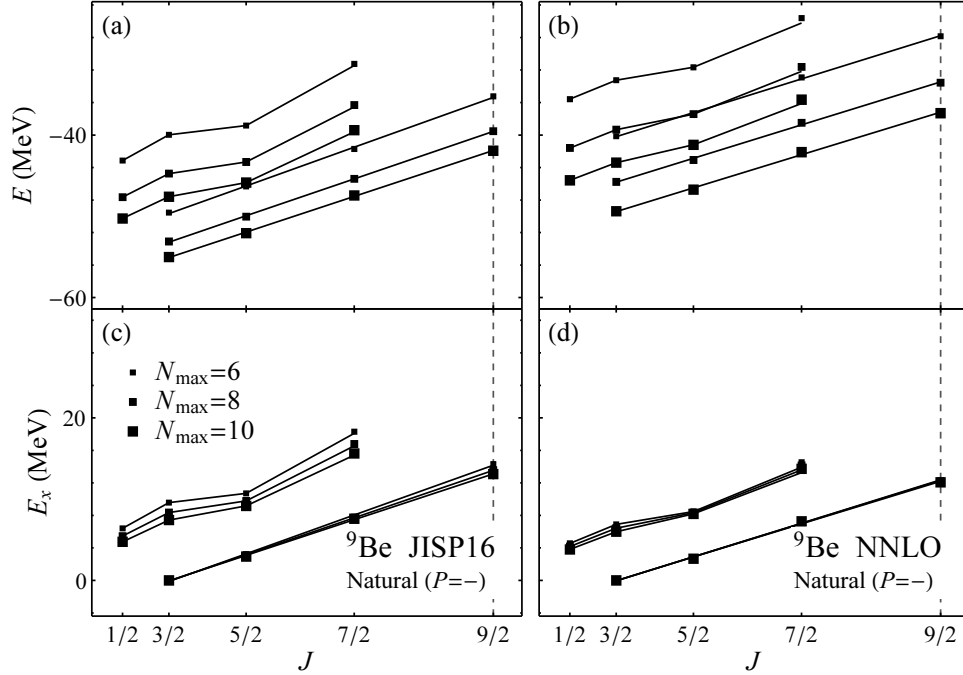 (a)
(b)
E (MeV)
−40
−60
(c)
(d)
N_max=6
N_max=8
N_max=10
E_x (MeV)
20
0
⁹Be JISP16
Natural (P=−)
⁹Be NNLO
Natural (P=−)
1/2 3/2 5/2 7/2 9/2
1/2 3/2 5/2 7/2 9/2
J
J